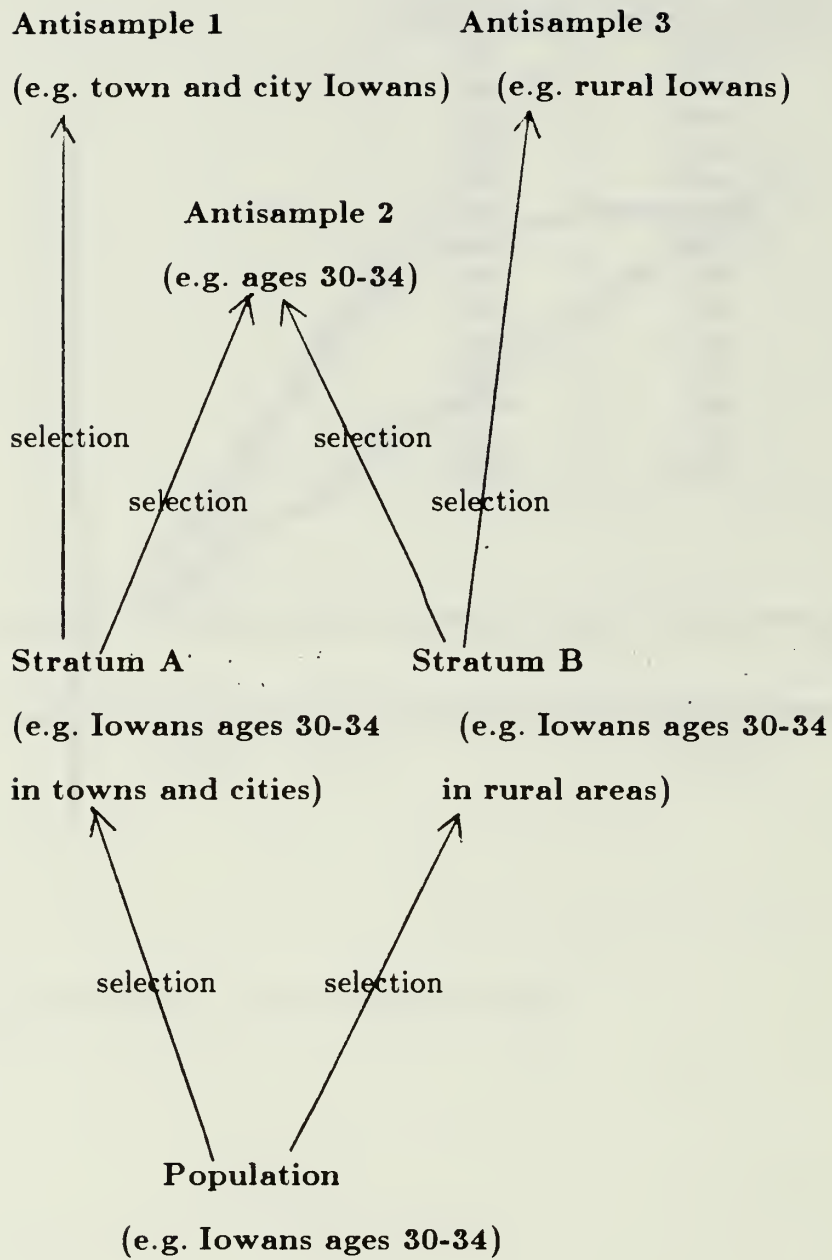 Antisample 1 Antisample 3
(e.g. town and city Iowans) (e.g. rural Iowans)
Antisample 2
(e.g. ages 30-34)
selection selection
selection selection
Stratum A Stratum B
(e.g. Iowans ages 30-34 (e.g. Iowans ages 30-34
in towns and cities) in rural areas)
selection selection
Population
(e.g. Iowans ages 30-34)